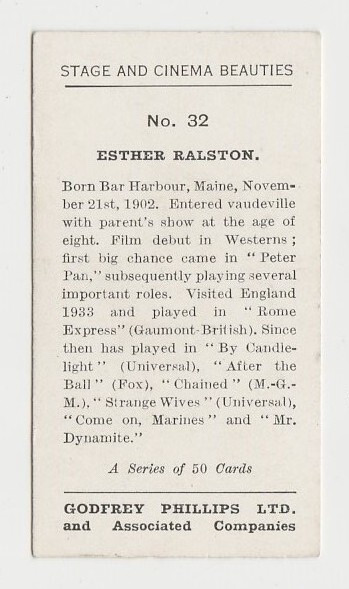 STAGE AND CINEMA BEAUTIES
No. 32
ESTHER RALSTON.
Born Bar Harbour, Maine, Novem-
ber 21st, 1902. Entered vaudeville
with parent's show at the age of
eight. Film debut in Westerns ;
first big chance came in " Peter
Pan," subsequently playing several
important roles. Visited England
1933 and played in " Rome
Express" (Gaumont-British). Since
then has played in " By Candle-
light " (Universal), " After the
Ball " (Fox), " Chained " (M.-G.-
M.), " Strange Wives " (Universal),
" Come on, Marines " and " Mr.
Dynamite."
A Series of 50 Cards
GODFREY PHILLIPS LTD.
and Associated Companies